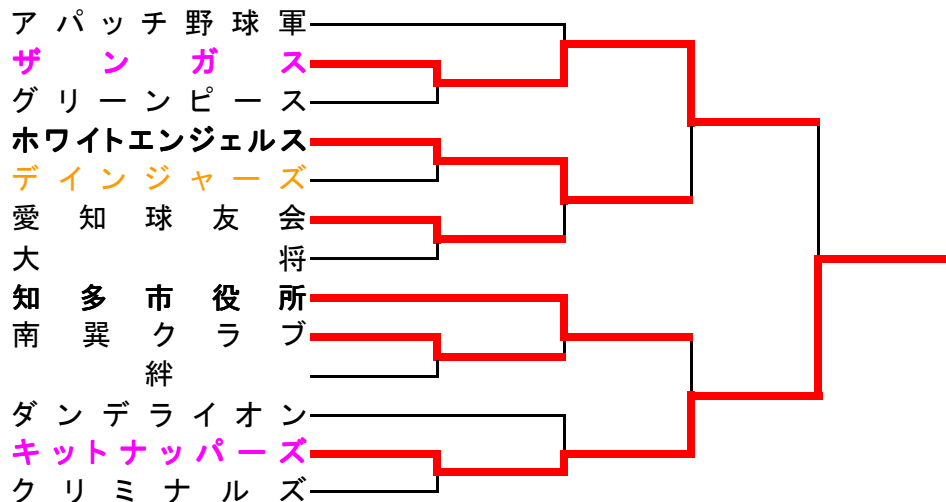 アパッチ野球軍
ザンガス
グリーンピース
ホワイトエンジェルス
デインジャーズ
愛知球友会
大将
知多市役所
南巽クラブ
絆
ダンデライオン
キットナッパーズ
クリミナルズ